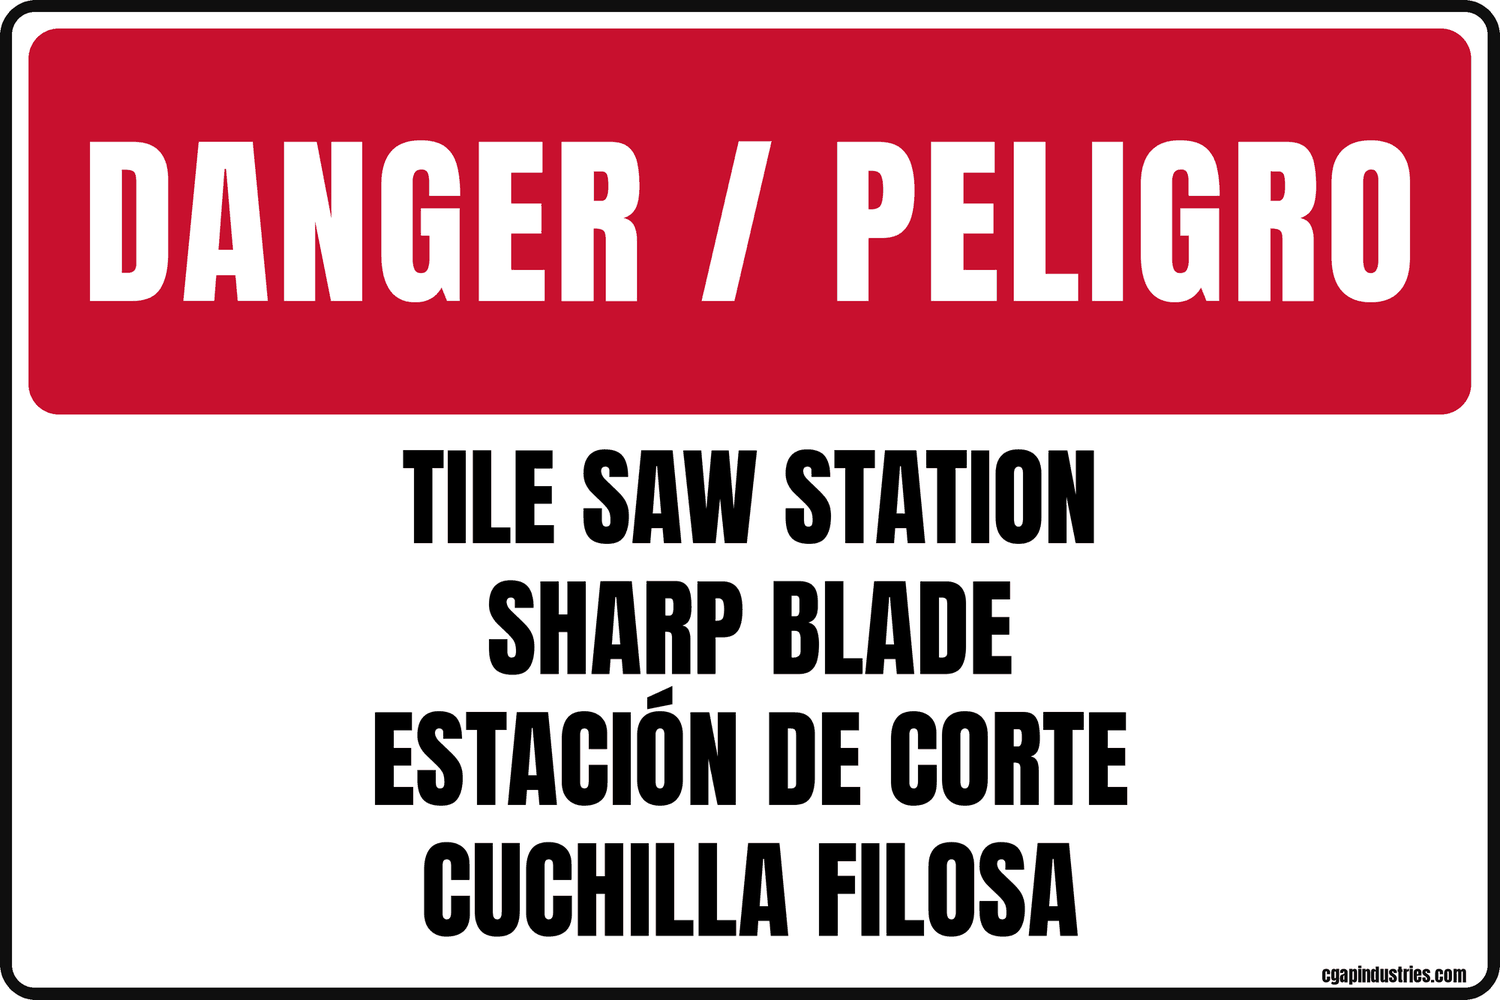 DANGER / PELIGRO
TILE SAW STATION
SHARP BLADE
ESTACIÓN DE CORTE
CUCHILLA FILOSA
cgapindustries.com